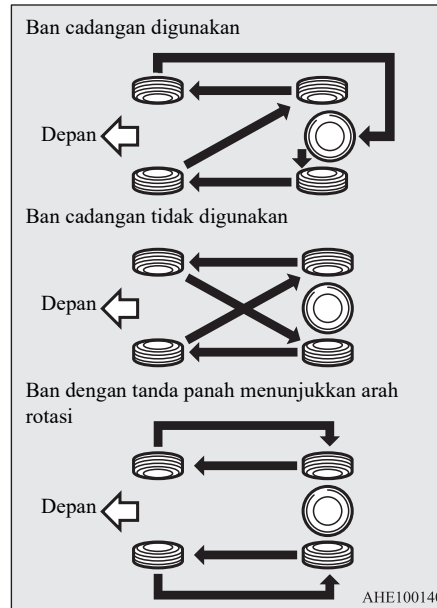 Ban cadangan digunakan
Depan
Ban cadangan tidak digunakan
Depan
Ban dengan tanda panah menunjukkan arah
rotasi
Depan